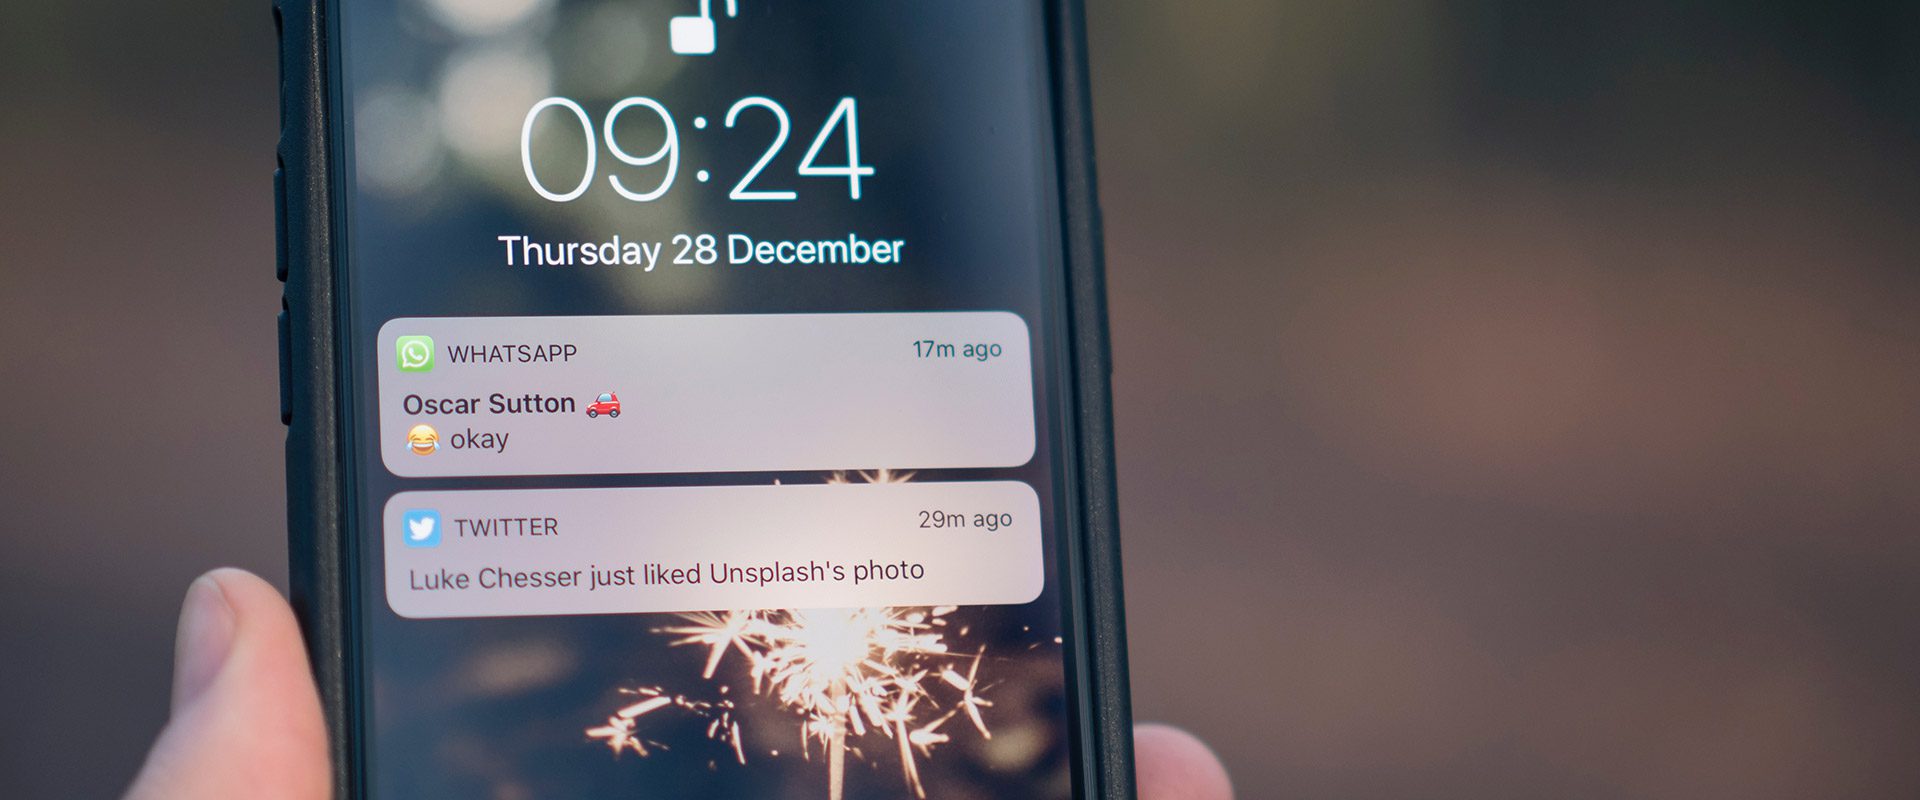 09:24
Thursday 28 December
WHATSAPP 17m ago
Oscar Sutton 🚗
😂 okay
TWITTER 29m ago
Luke Chesser just liked Unsplash's photo